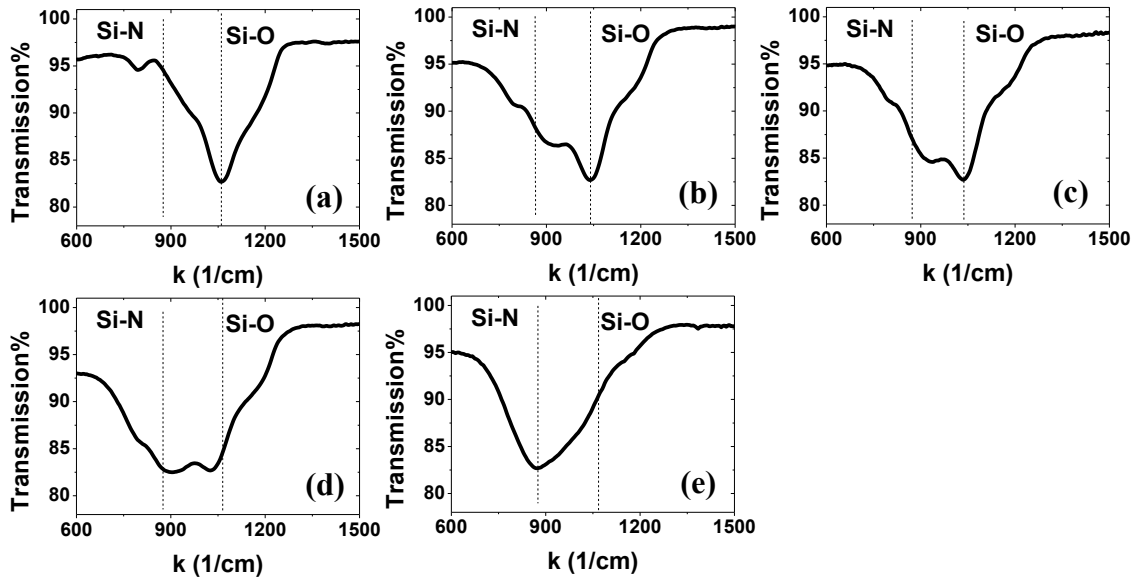 100
95
90
85
80
Transmission%
Si-N
Si-O
(a)
600 900 1200 1500
k (1/cm)
100
95
90
85
80
Transmission%
Si-N
Si-O
(b)
600 900 1200 1500
k (1/cm)
100
95
90
85
80
Transmission%
Si-N
Si-O
(c)
600 900 1200 1500
k (1/cm)
100
95
90
85
80
Transmission%
Si-N
Si-O
(d)
600 900 1200 1500
k (1/cm)
100
95
90
85
80
Transmission%
Si-N
Si-O
(e)
600 900 1200 1500
k (1/cm)